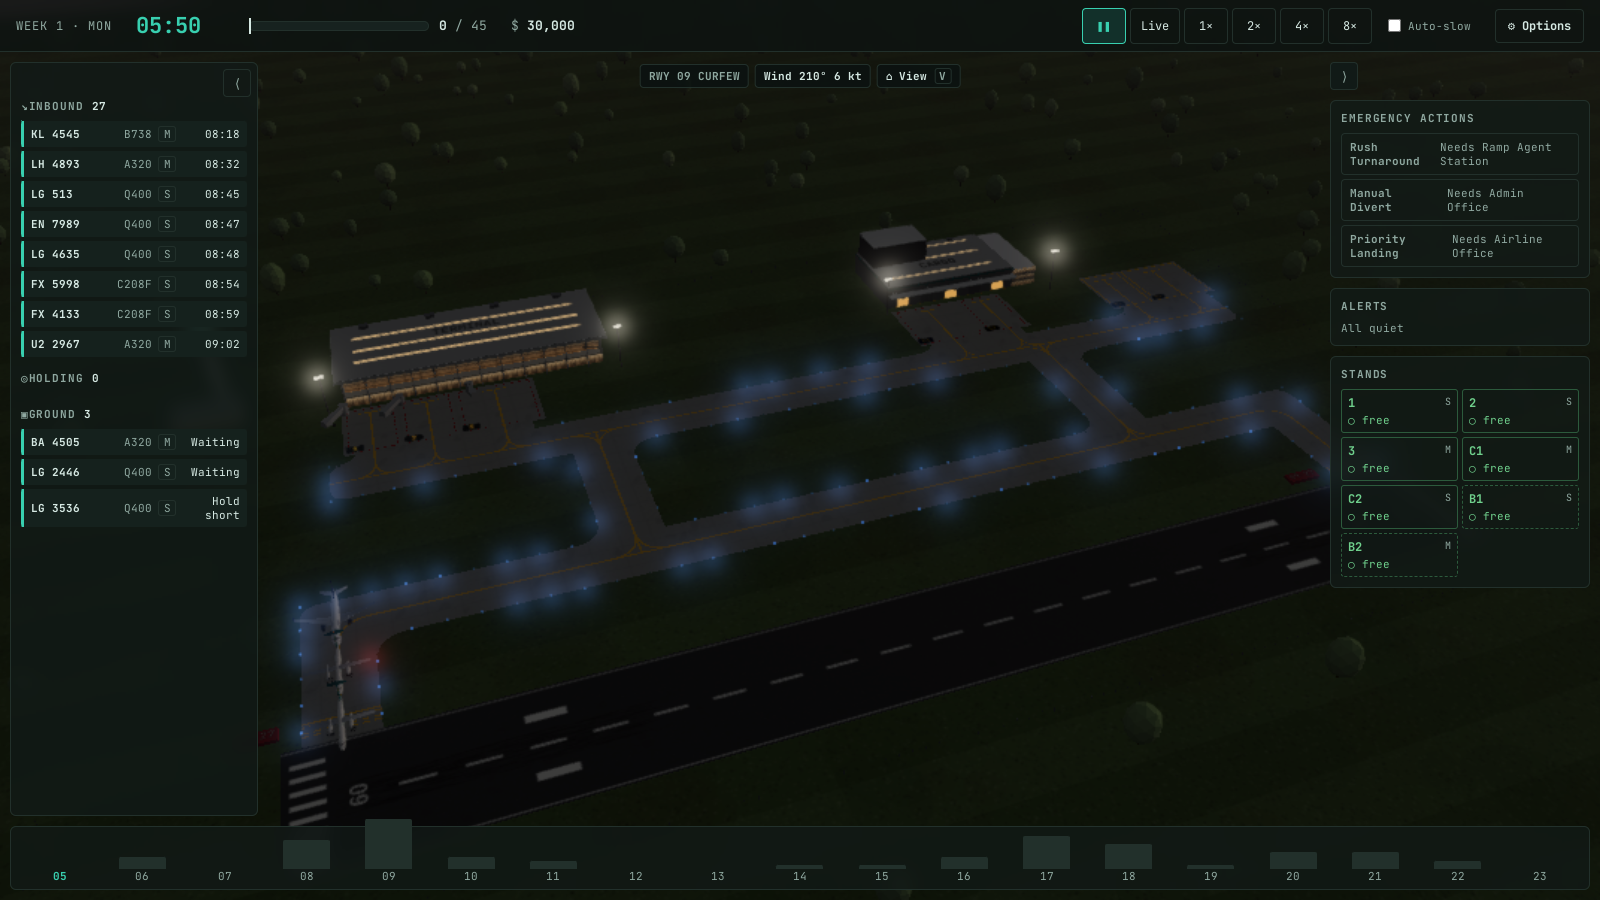 WEEK 1 · MON
05:50
0 / 45
$ 30,000
Live
1×
2×
4×
8×
Auto-slow
⚙ Options
RWY 09 CURFEW
Wind 210° 6 kt
⌂ View V
INBOUND 27
KL 4545 B738 M 08:18
LH 4893 A320 M 08:32
LG 513 Q400 S 08:45
EN 7989 Q400 S 08:47
LG 4635 Q400 S 08:48
FX 5998 C208F S 08:54
FX 4133 C208F S 08:59
U2 2967 A320 M 09:02
HOLDING 0
GROUND 3
BA 4505 A320 M Waiting
LG 2446 Q400 S Waiting
LG 3536 Q400 S Hold short
EMERGENCY ACTIONS
Rush Turnaround
Needs Ramp Agent Station
Manual Divert
Needs Admin Office
Priority Landing
Needs Airline Office
ALERTS
All quiet
STANDS
1 S
○ free
2 S
○ free
3 M
○ free
C1 M
○ free
C2 S
○ free
B1 S
○ free
B2 M
○ free
09
05 06 07 08 09 10 11 12 13 14 15 16 17 18 19 20 21 22 23